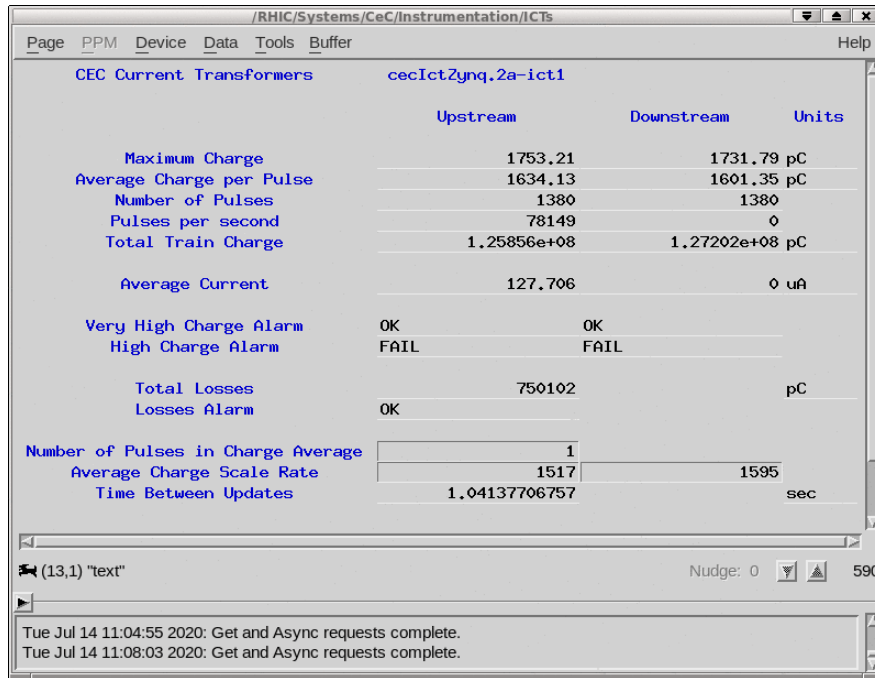 /RHIC/Systems/CeC/Instrumentation/ICTs
Page PPM Device Data Tools Buffer Help
CEC Current Transformers cecIctZynq.2a-ict1
Upstream Downstream Units
Maximum Charge 1753.21 1731.79 pC
Average Charge per Pulse 1634.13 1601.35 pC
Number of Pulses 1380 1380
Pulses per second 78149 0
Total Train Charge 1.25856e+08 1.27202e+08 pC
Average Current 127.706 0 uA
Very High Charge Alarm OK OK
High Charge Alarm FAIL FAIL
Total Losses 750102 pC
Losses Alarm OK
Number of Pulses in Charge Average 1
Average Charge Scale Rate 1517 1595
Time Between Updates 1.04137706757 sec
(13,1) "text" Nudge: 0 590
Tue Jul 14 11:04:55 2020: Get and Async requests complete.
Tue Jul 14 11:08:03 2020: Get and Async requests complete.